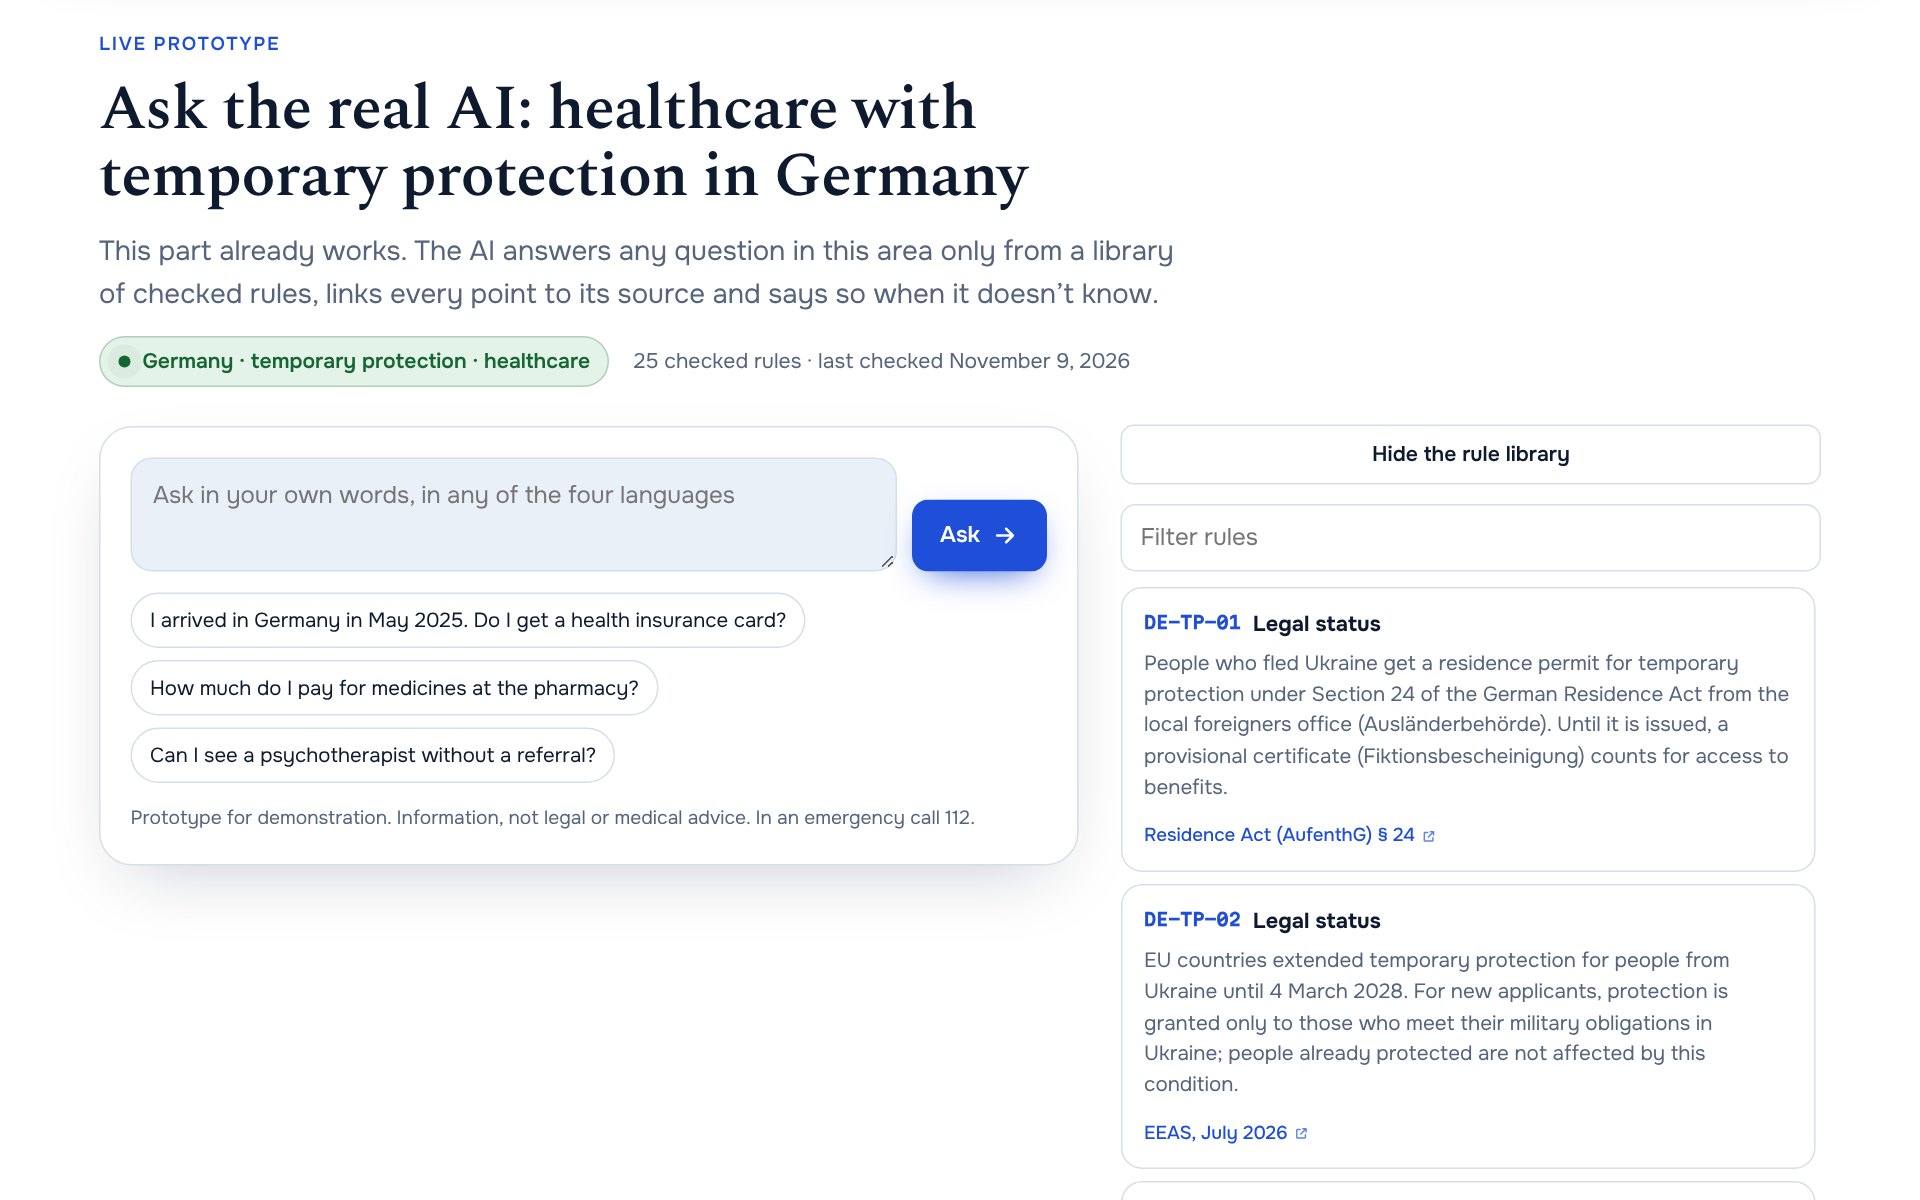 LIVE PROTOTYPE
Ask the real AI: healthcare with
temporary protection in Germany
This part already works. The AI answers any question in this area only from a library
of checked rules, links every point to its source and says so when it doesn’t know.
Germany · temporary protection · healthcare
25 checked rules · last checked November 9, 2026
Ask in your own words, in any of the four languages
Ask →
I arrived in Germany in May 2025. Do I get a health insurance card?
How much do I pay for medicines at the pharmacy?
Can I see a psychotherapist without a referral?
Prototype for demonstration. Information, not legal or medical advice. In an emergency call 112.
Hide the rule library
Filter rules
DE-TP-01 Legal status
People who fled Ukraine get a residence permit for temporary
protection under Section 24 of the German Residence Act from the
local foreigners office (Ausländerbehörde). Until it is issued, a
provisional certificate (Fiktionsbescheinigung) counts for access to
benefits.
Residence Act (AufenthG) § 24
DE-TP-02 Legal status
EU countries extended temporary protection for people from
Ukraine until 4 March 2028. For new applicants, protection is
granted only to those who meet their military obligations in
Ukraine; people already protected are not affected by this
condition.
EEAS, July 2026